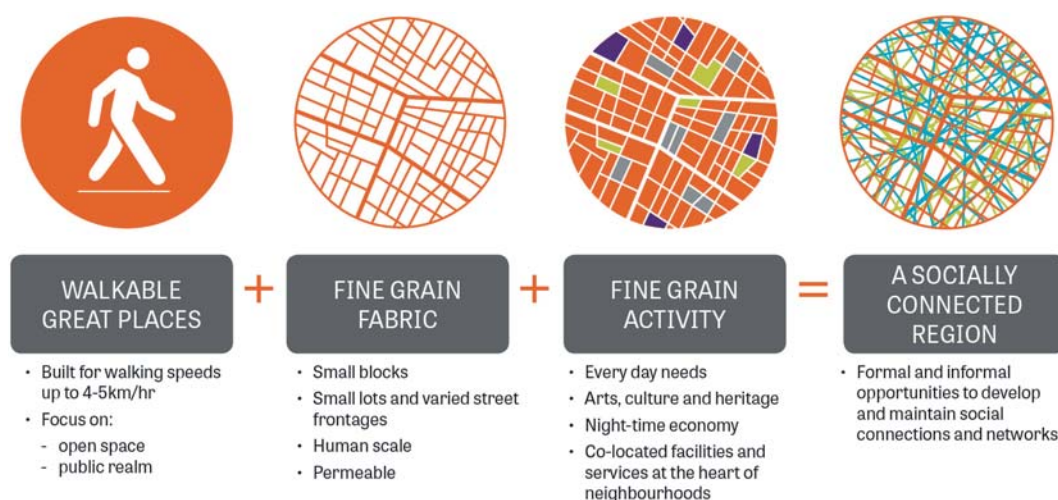 WALKABLE
GREAT PLACES
+
FINE GRAIN
FABRIC
+
FINE GRAIN
ACTIVITY
=
A SOCIALLY
CONNECTED
REGION
• Built for walking speeds
up to 4-5km/hr
• Focus on:
- open space
- public realm
• Small blocks
• Small lots and varied street
frontages
• Human scale
• Permeable
• Every day needs
• Arts, culture and heritage
• Night-time economy
• Co-located facilities and
services at the heart of
neighbourhoods
• Formal and informal
opportunities to develop
and maintain social
connections and networks